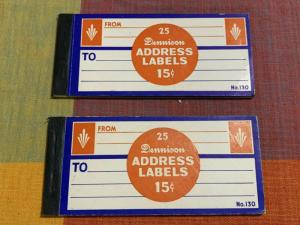 FROM
25
Dennison
ADDRESS
LABELS
15¢
TO
No. 130
FROM
25
Dennison
ADDRESS
LABELS
15¢
TO
No. 130